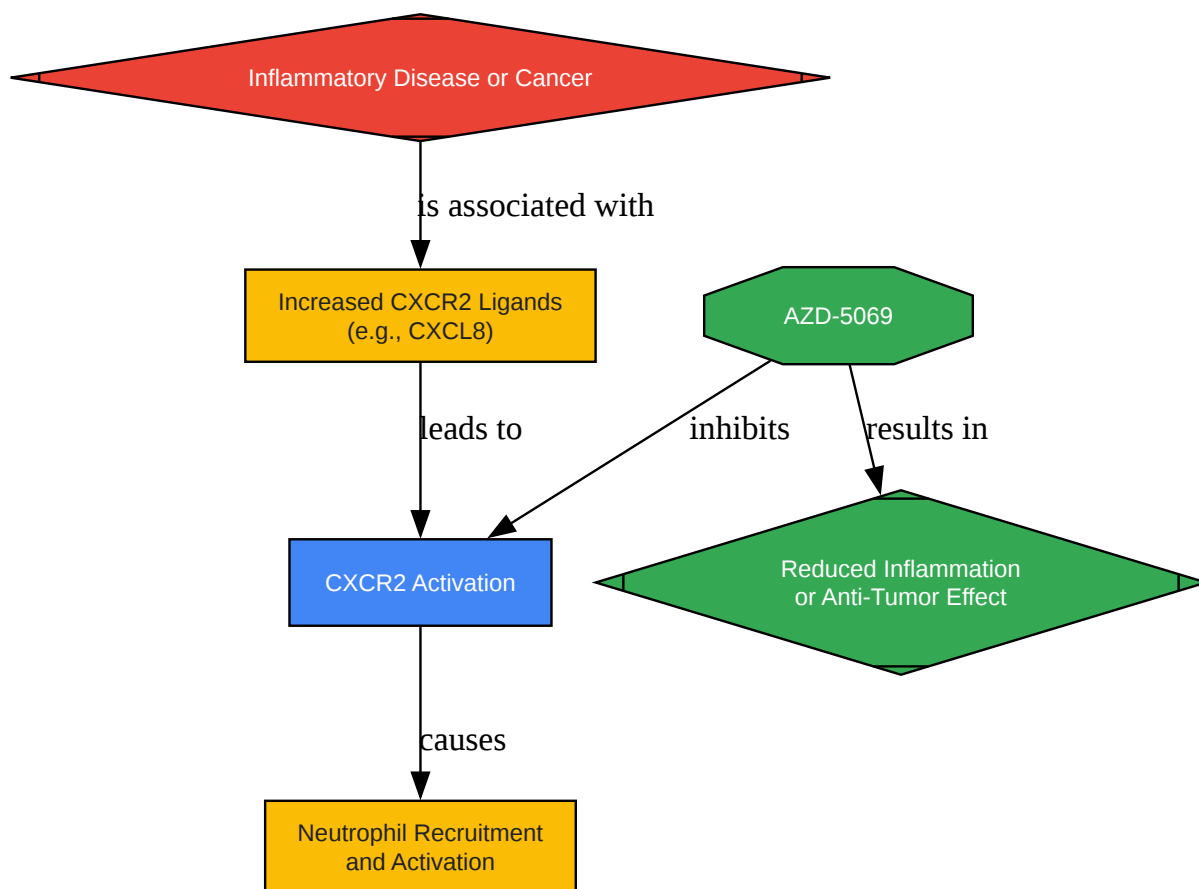 Inflammatory Disease or Cancer
is associated with
Increased CXCR2 Ligands
(e.g., CXCL8)
AZD-5069
leads to
inhibits
results in
CXCR2 Activation
Reduced Inflammation
or Anti-Tumor Effect
causes
Neutrophil Recruitment
and Activation